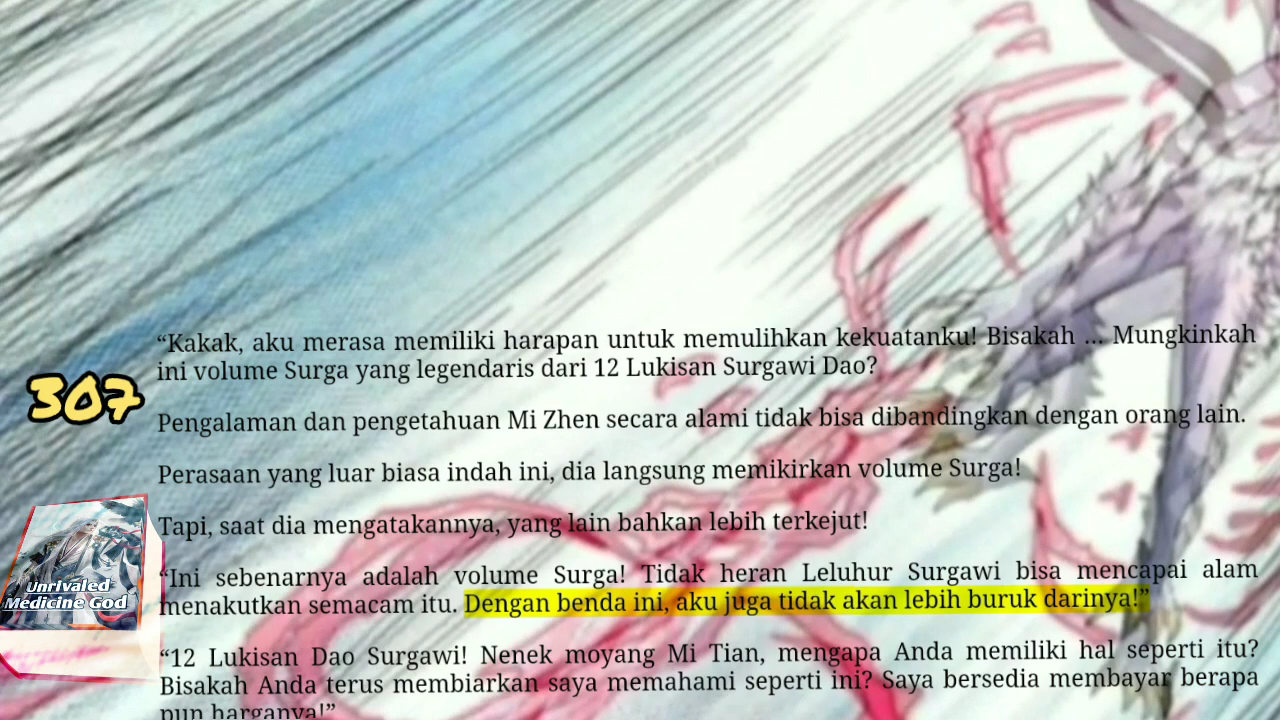 “Kakak, aku merasa memiliki harapan untuk memulihkan kekuatanku! Bisakah ... Mungkinkah
ini volume Surga yang legendaris dari 12 Lukisan Surgawi Dao?
307
Pengalaman dan pengetahuan Mi Zhen secara alami tidak bisa dibandingkan dengan orang lain.
Perasaan yang luar biasa indah ini, dia langsung memikirkan volume Surga!
Tapi, saat dia mengatakannya, yang lain bahkan lebih terkejut!
“Ini sebenarnya adalah volume Surga! Tidak heran Leluhur Surgawi bisa mencapai alam
menakutkan semacam itu. Dengan benda ini, aku juga tidak akan lebih buruk darinya!”
Unrivaled
Medicine God
“12 Lukisan Dao Surgawi! Nenek moyang Mi Tian, mengapa Anda memiliki hal seperti itu?
Bisakah Anda terus membiarkan saya memahami seperti ini? Saya bersedia membayar berapa
pun harganya!”